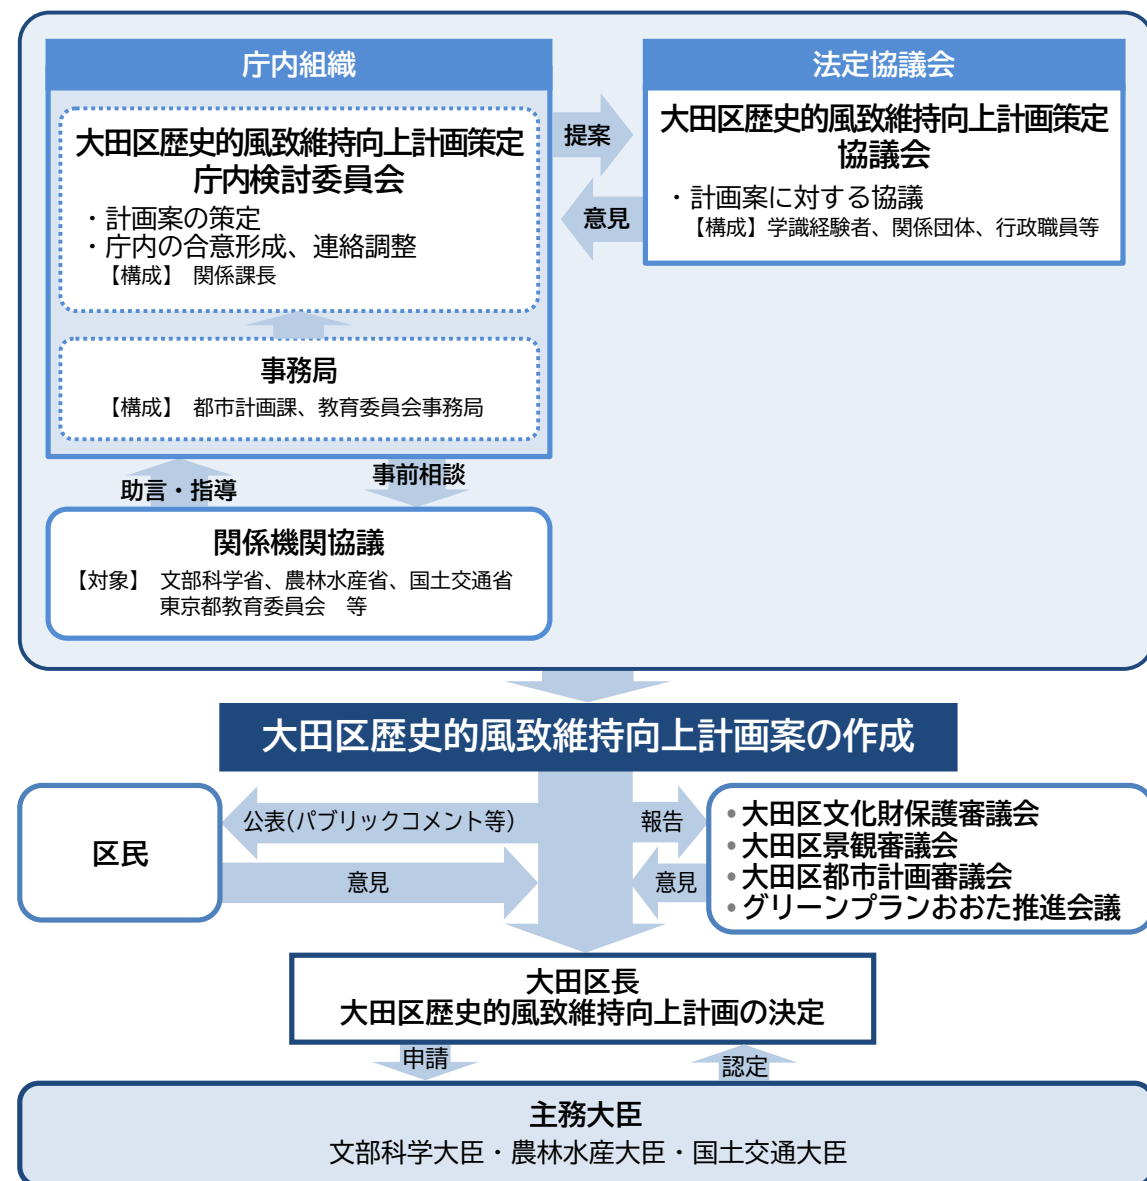 庁内組織
大田区歴史的風致維持向上計画策定
庁内検討委員会
・計画案の策定
・庁内の合意形成、連絡調整
【構成】 関係課長
提案
意見
法定協議会
大田区歴史的風致維持向上計画策定
協議会
・計画案に対する協議
【構成】学識経験者、関係団体、行政職員等
事務局
【構成】 都市計画課、教育委員会事務局
助言・指導
事前相談
関係機関協議
【対象】 文部科学省、農林水産省、国土交通省
東京都教育委員会 等
大田区歴史的風致維持向上計画案の作成
区民
公表(パブリックコメント等)
意見
報告
意見
•大田区文化財保護審議会
•大田区景観審議会
•大田区都市計画審議会
•グリーンプランおおた推進会議
大田区長
大田区歴史的風致維持向上計画の決定
申請
認定
主務大臣
文部科学大臣・農林水産大臣・国土交通大臣